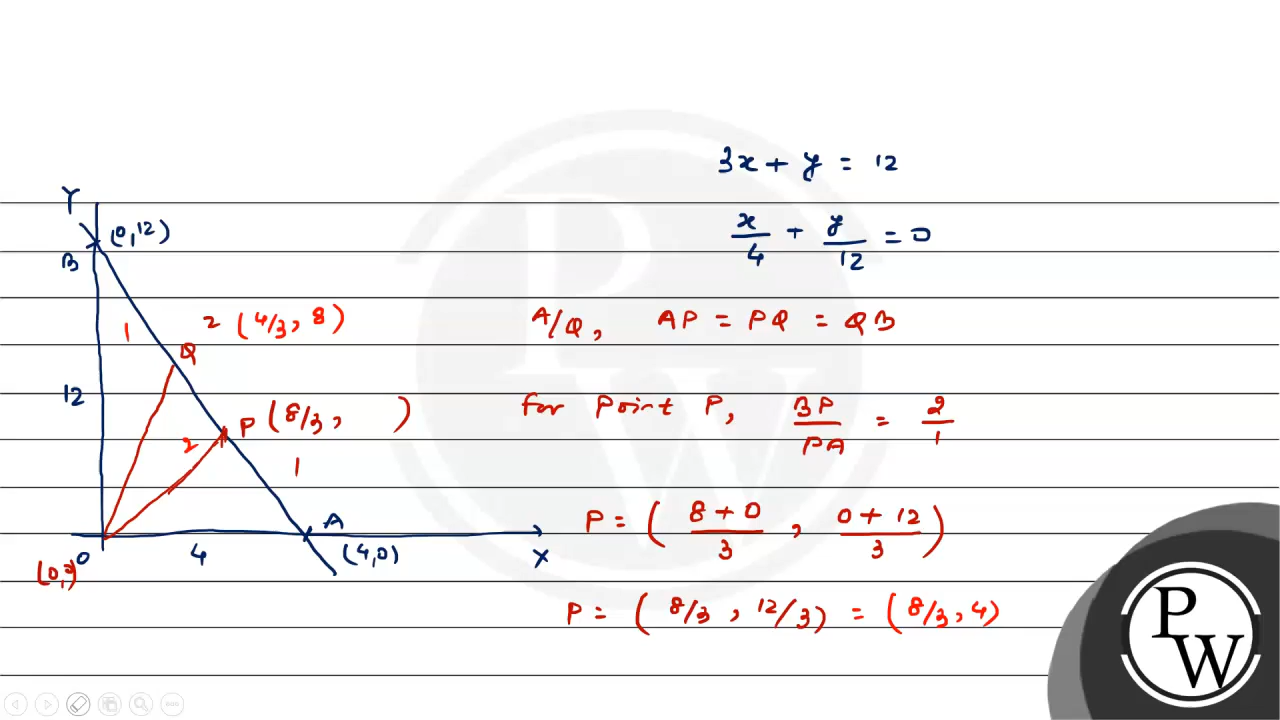 3x + y = 12
x/4 + y/12 = 0
Y
(0,12)
B
1
2 (4/3, 8)
Q
12
P (8/3, )
2
1
A
O
4
(4,0)
X
A/Q, AP = PQ = QB
for point P, BP/PA = 2/1
P = ( 8+0/3 , 0+12/3 )
P = ( 8/3 , 12/3 ) = ( 8/3, 4)
P
W
P
W